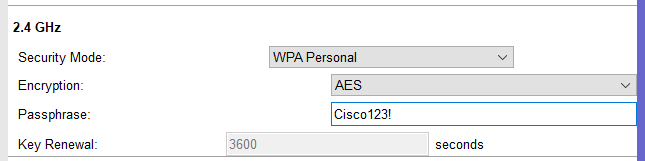 2.4 GHz
Security Mode: WPA Personal
Encryption: AES
Passphrase: Cisco123!
Key Renewal: 3600 seconds